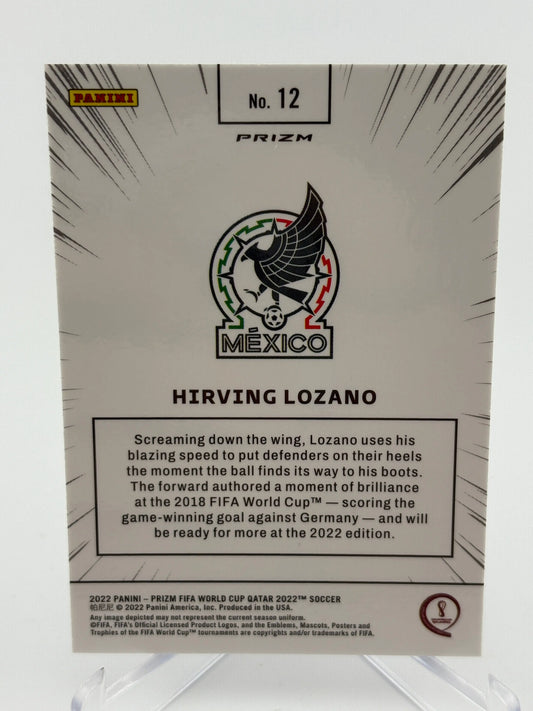 PANINI
No. 12
PRIZM
MÉXICO
HIRVING LOZANO
Screaming down the wing, Lozano uses his
blazing speed to put defenders on their heels
the moment the ball finds its way to his boots.
The forward authored a moment of brilliance
at the 2018 FIFA World Cup™ — scoring the
game-winning goal against Germany — and will
be ready for more at the 2022 edition.
2022 PANINI – PRIZM FIFA WORLD CUP QATAR 2022™ SOCCER
帕尼尼 © 2022 Panini America, Inc. Produced in the USA.
Any image depicted may not represent the current season uniform.
©FIFA, FIFA's Official Licensed Product Logos, and the Emblems, Mascots, Posters and
Trophies of the FIFA World Cup™ tournaments are copyrights and/or trademarks of FIFA.